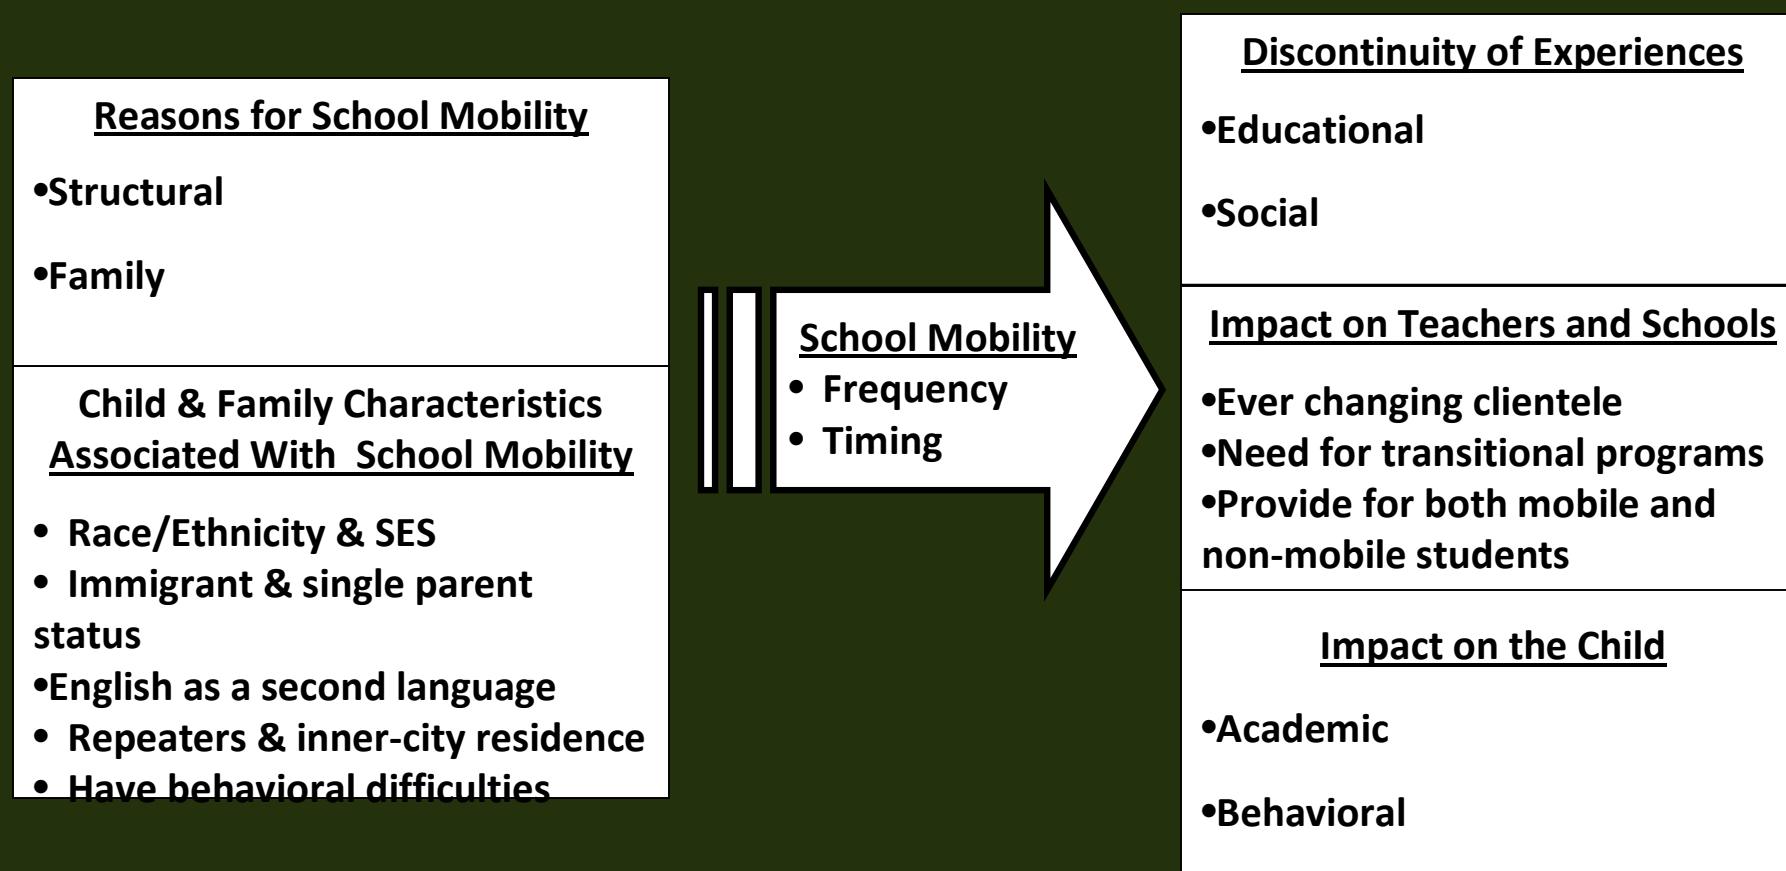 Reasons for School Mobility
•Structural
•Family
Child & Family Characteristics
Associated With School Mobility
• Race/Ethnicity & SES
• Immigrant & single parent
status
•English as a second language
• Repeaters & inner-city residence
• Have behavioral difficulties
School Mobility
• Frequency
• Timing
Discontinuity of Experiences
•Educational
•Social
Impact on Teachers and Schools
•Ever changing clientele
•Need for transitional programs
•Provide for both mobile and
non-mobile students
Impact on the Child
•Academic
•Behavioral